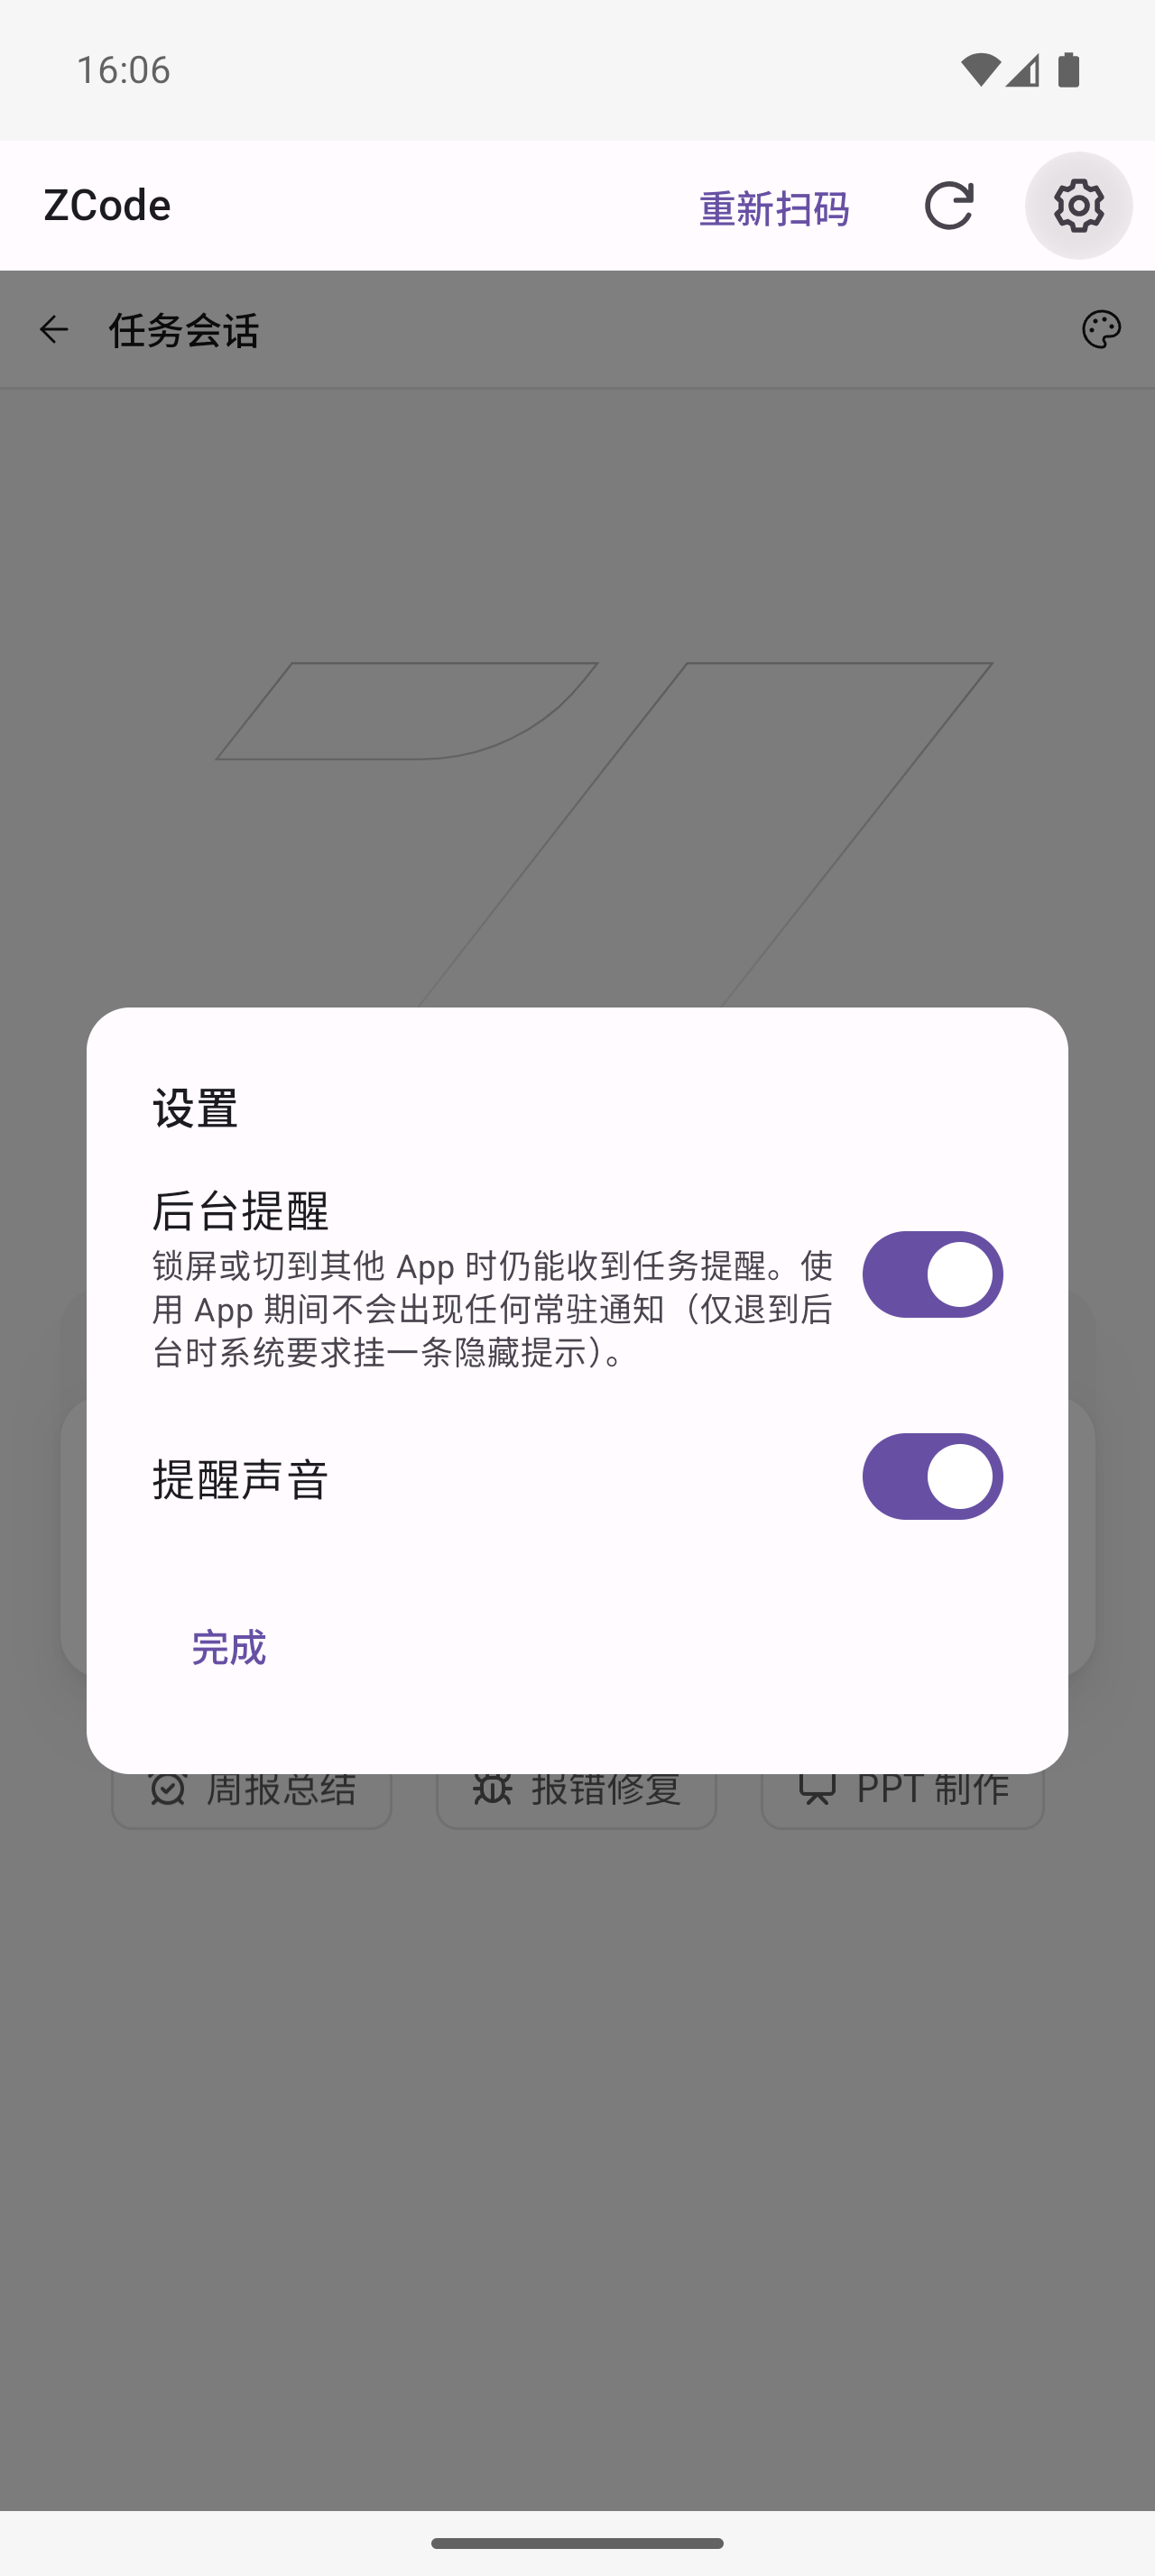 16:06
ZCode
重新扫码
任务会话
设置
后台提醒
锁屏或切到其他 App 时仍能收到任务提醒。使
用 App 期间不会出现任何常驻通知（仅退到后
台时系统要求挂一条隐藏提示）。
提醒声音
完成
周报总结
报错修复
PPT 制作